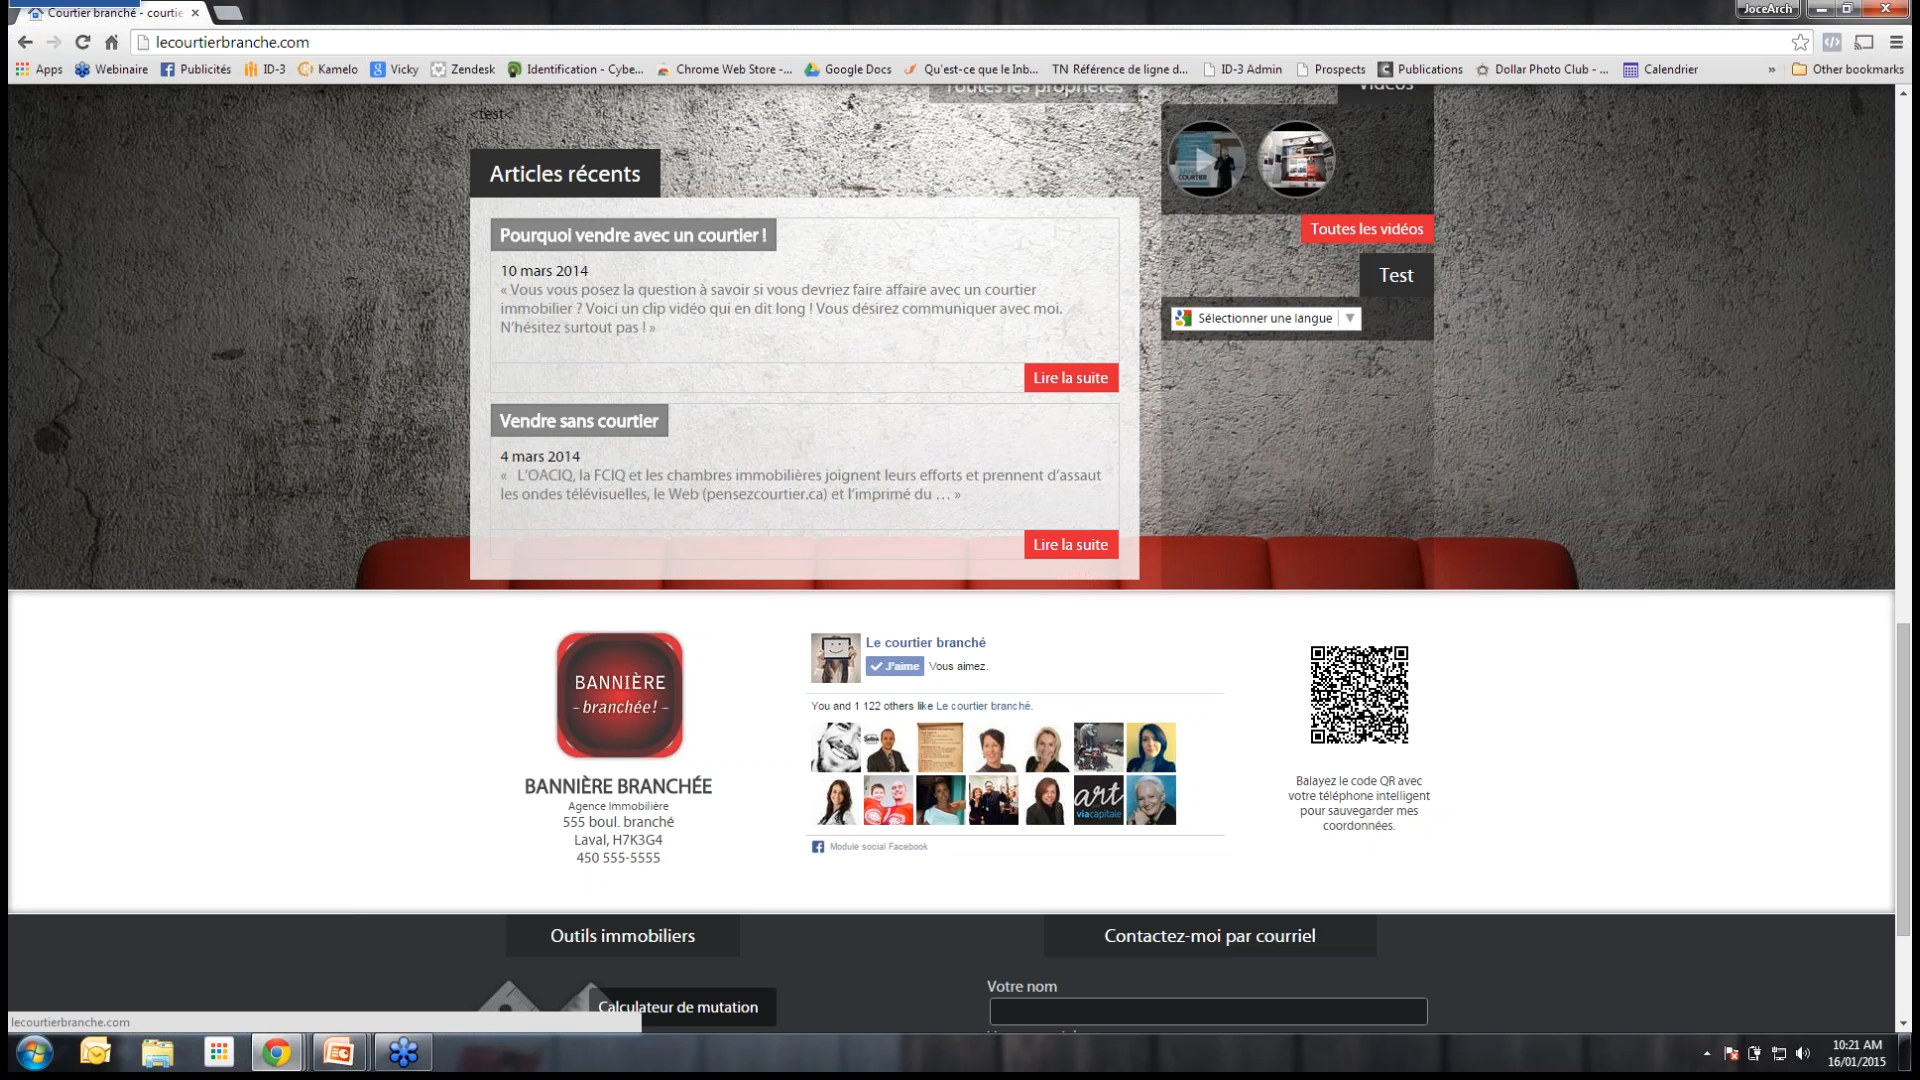 Courtier branché - courtie
JoceArch
lecourtierbranche.com
Apps Webinaire Publicités ID-3 Kamelo Vicky Zendesk Identification - Cybe... Chrome Web Store -... Google Docs Qu'est-ce que le Inb... TN Référence de ligne d... ID-3 Admin Prospects Publications Dollar Photo Club - ... Calendrier » Other bookmarks
Toutes les propriétés
Vidéos
<test<
Articles récents
Pourquoi vendre avec un courtier !
10 mars 2014
« Vous vous posez la question à savoir si vous devriez faire affaire avec un courtier
immobilier ? Voici un clip vidéo qui en dit long ! Vous désirez communiquer avec moi.
N'hésitez surtout pas ! »
Lire la suite
Vendre sans courtier
4 mars 2014
« L'OACIQ, la FCIQ et les chambres immobilières joignent leurs efforts et prennent d'assaut
les ondes télévisuelles, le Web (pensezcourtier.ca) et l'imprimé du … »
Lire la suite
COURTIER
Toutes les vidéos
Test
Sélectionner une langue ▼
BANNIÈRE
- branchée! -
BANNIÈRE BRANCHÉE
Agence Immobilière
555 boul. branché
Laval, H7K3G4
450 555-5555
Le courtier branché
J'aime Vous aimez.
You and 1 122 others like Le courtier branché.
art
viacapitale
Module social Facebook
Balayez le code QR avec
votre téléphone intelligent
pour sauvegarder mes
coordonnées.
Outils immobiliers
Calculateur de mutation
Contactez-moi par courriel
Votre nom
lecourtierbranche.com
10:21 AM
16/01/2015